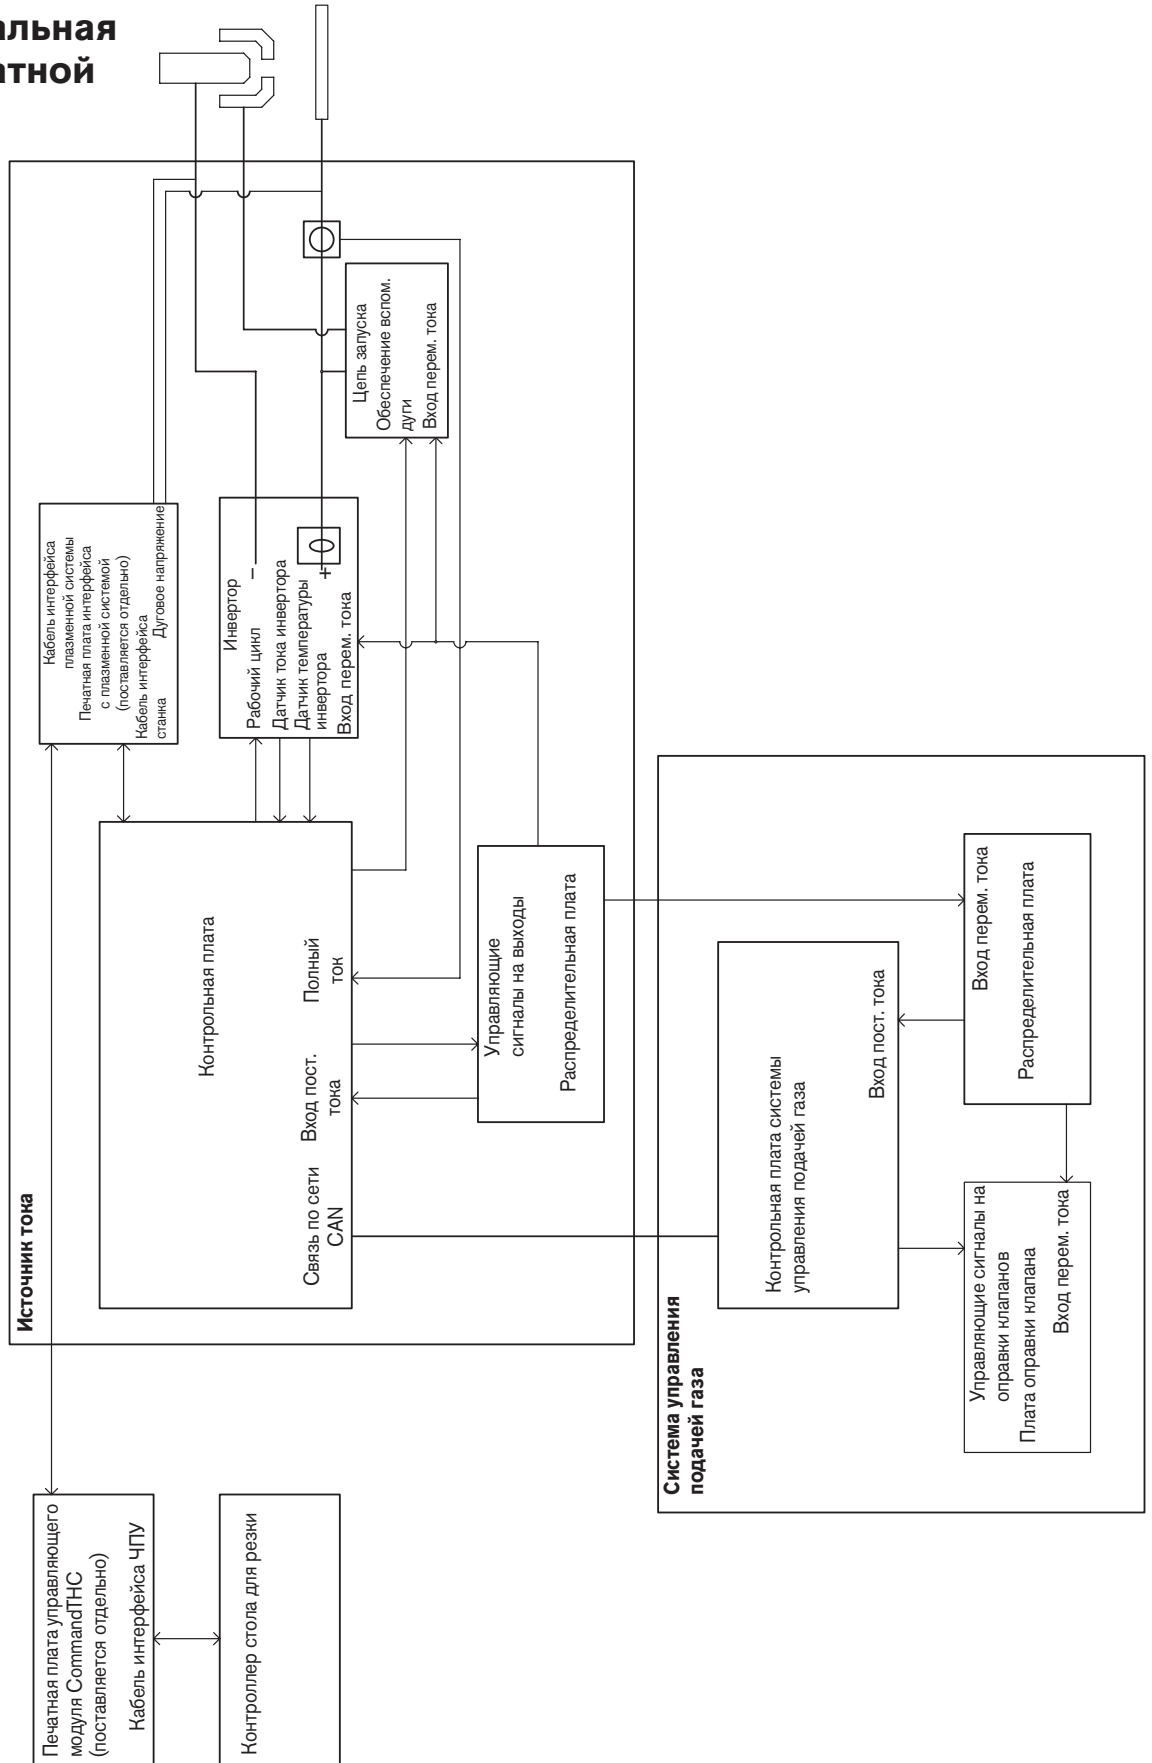 альная
атной
Источник тока
Кабель интерфейса
плазменной системы
Печатная плата интерфейса
с плазменной системой
(поставляется отдельно)
Кабель интерфейса
станка
Дуговое напряжение
Инвертор
Рабочий цикл
−
Датчик тока инвертора
Датчик температуры
инвертора
+
Вход перем. тока
Цепь запуска
Обеспечение вспом.
дуги
Вход перем. тока
Контрольная плата
Полный
ток
Вход пост.
тока
Связь по сети
CAN
Управляющие
сигналы на выходы
Распределительная плата
Печатная плата управляющего
модуля CommandTHC
(поставляется отдельно)
Кабель интерфейса ЧПУ
Контроллер стола для резки
Система управления
подачей газа
Контрольная плата системы
управления подачей газа
Вход пост. тока
Вход перем. тока
Распределительная плата
Управляющие сигналы на
оправки клапанов
Плата оправки клапана
Вход перем. тока